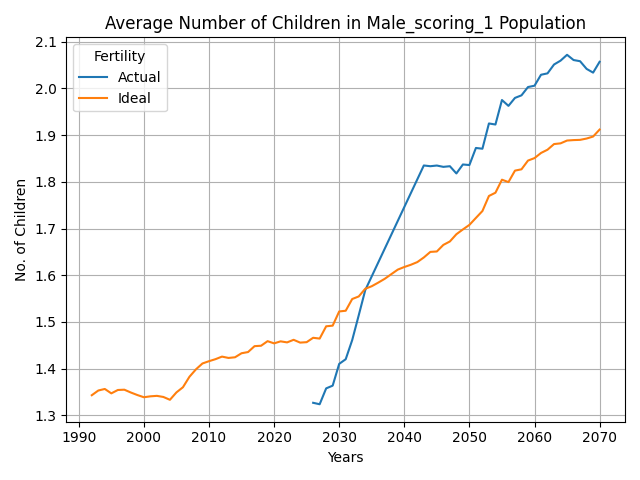 Average Number of Children in Male_scoring_1 Population
Fertility
Actual
Ideal
No. of Children
2.1
2.0
1.9
1.8
1.7
1.6
1.5
1.4
1.3
1990 2000 2010 2020 2030 2040 2050 2060 2070
Years